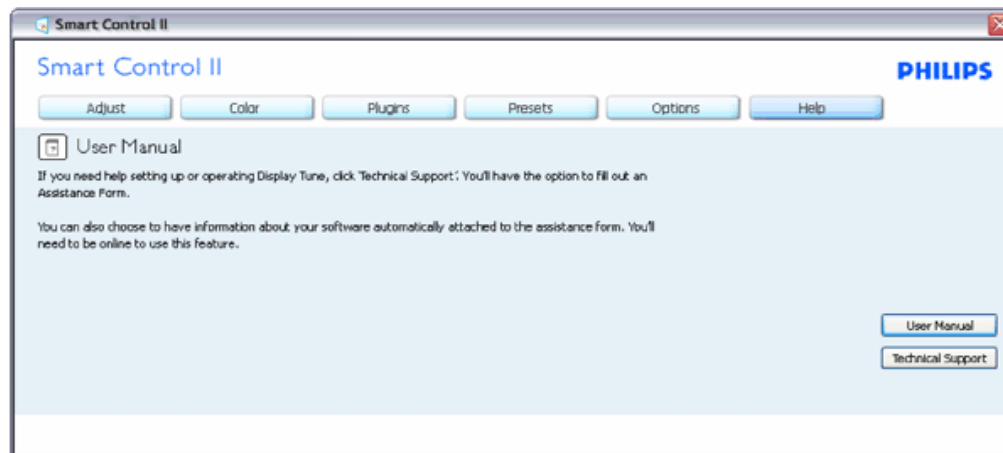 Smart Control II
Smart Control II
PHILIPS
Adjust Color Plugins Presets Options Help
User Manual
If you need help setting up or operating Display Tune, click 'Technical Support'. You'll have the option to fill out an
Assistance Form.
You can also choose to have information about your software automatically attached to the assistance form. You'll
need to be online to use this feature.
User Manual
Technical Support